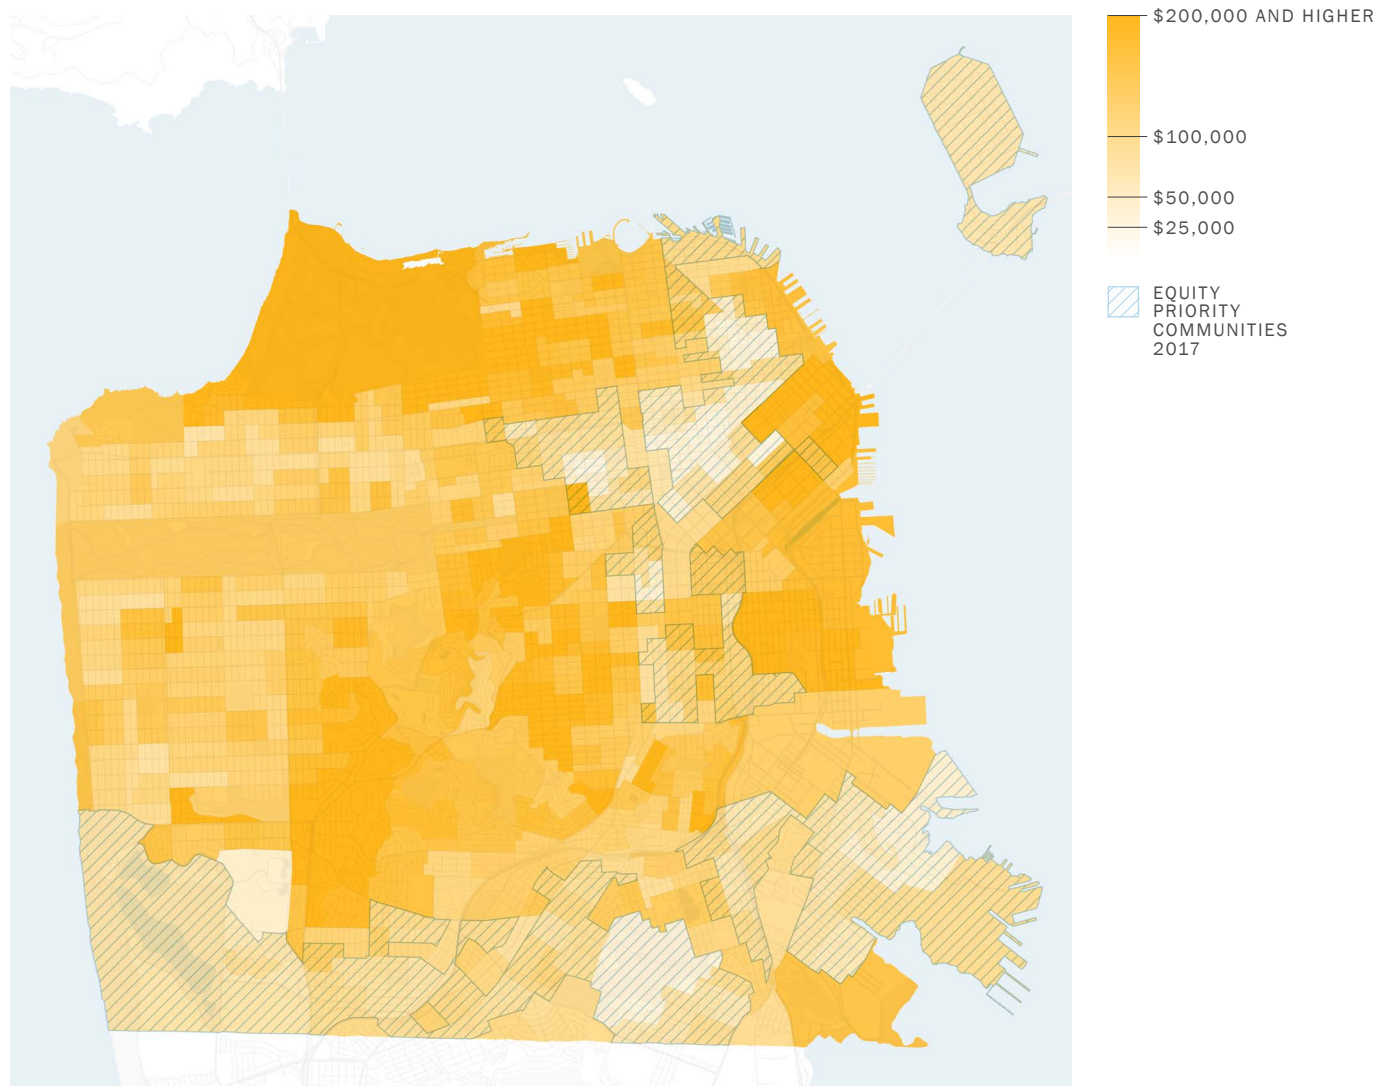 $200,000 AND HIGHER
$100,000
$50,000
$25,000
EQUITY
PRIORITY
COMMUNITIES
2017